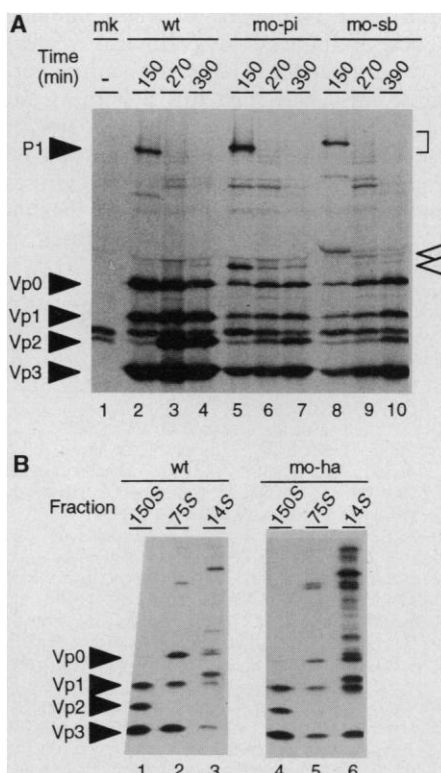 A
mk wt mo-pi mo-sb
Time (min) - 150 270 390 150 270 390 150 270 390
P1
Vp0
Vp1
Vp2
Vp3
1 2 3 4 5 6 7 8 9 10
B
wt mo-ha
Fraction 150S 75S 14S 150S 75S 14S
Vp0
Vp1
Vp2
Vp3
1 2 3 4 5 6